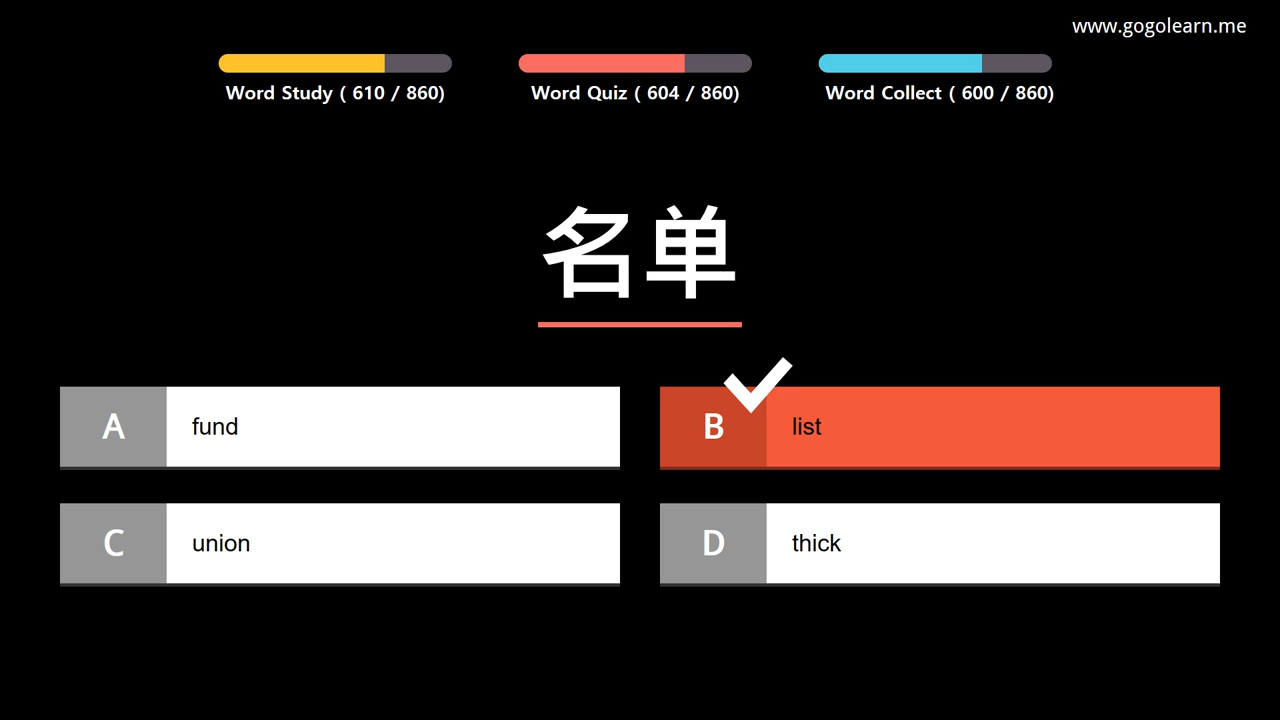 www.gogolearn.me
Word Study ( 610 / 860)
Word Quiz ( 604 / 860)
Word Collect ( 600 / 860)
名单
A fund
B list
C union
D thick